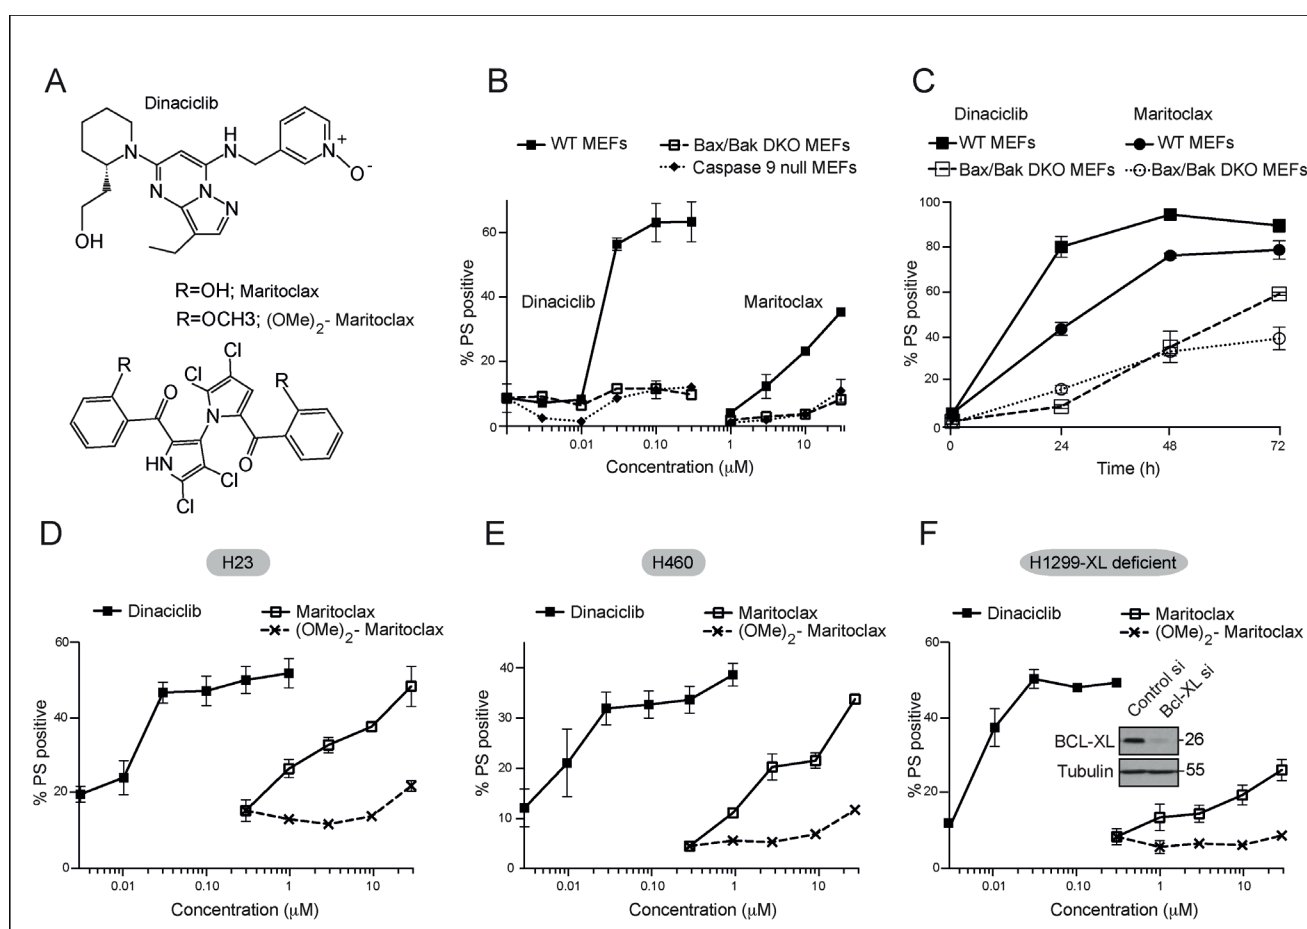 A
Dinaciclib
H
N
N
N
+
N
O
-
N
N
N
OH
R=OH; Maritoclax
R=OCH3; (OMe)2- Maritoclax
R
O
Cl
Cl
R
N
HN
O
Cl
Cl
B
WT MEFs
Bax/Bak DKO MEFs
Caspase 9 null MEFs
% PS positive
60
40
20
0
Dinaciclib
Maritoclax
0.01
0.10
1
10
Concentration (μM)
C
Dinaciclib
Maritoclax
WT MEFs
WT MEFs
Bax/Bak DKO MEFs
Bax/Bak DKO MEFs
% PS positive
100
80
60
40
20
0
0
24
48
72
Time (h)
D
H23
Dinaciclib
Maritoclax
(OMe)2- Maritoclax
% PS positive
60
40
20
0
0.01
0.10
1
10
Concentration (μM)
E
H460
Dinaciclib
Maritoclax
(OMe)2- Maritoclax
% PS positive
40
30
20
10
0
0.01
0.10
1
10
Concentration (μM)
F
H1299-XL deficient
Dinaciclib
Maritoclax
(OMe)2- Maritoclax
% PS positive
60
40
20
0
Control si
Bcl-XL si
BCL-XL
-26
Tubulin
-55
0.01
0.10
1
10
Concentration (μM)